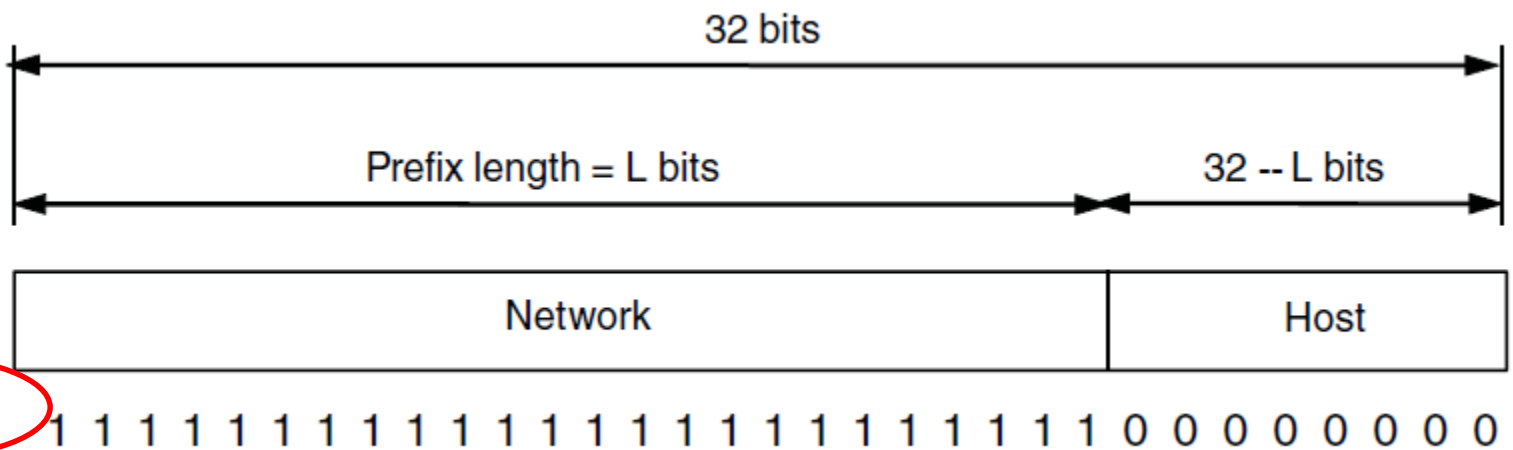 32 bits
Prefix length = L bits 32 -- L bits
Network Host
1 1 1 1 1 1 1 1 1 1 1 1 1 1 1 1 1 1 1 1 1 1 1 1 0 0 0 0 0 0 0 0